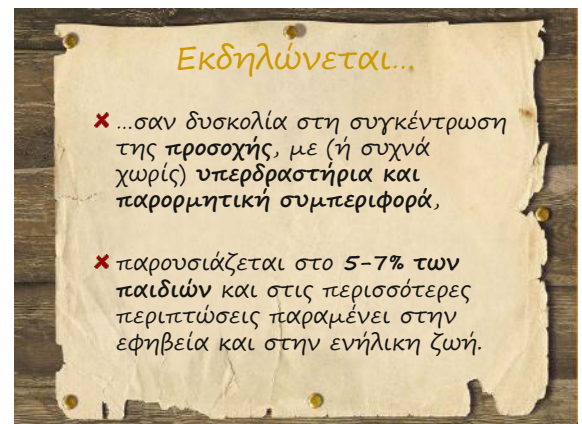 Εκδηλώνεται...
✘ ...σαν δυσκολία στη συγκέντρωση
της προσοχής, με (ή συχνά
χωρίς) υπερδραστήρια και
παρορμητική συμπεριφορά,
✘ παρουσιάζεται στο 5-7% των
παιδιών και στις περισσότερες
περιπτώσεις παραμένει στην
εφηβεία και στην ενήλικη ζωή.